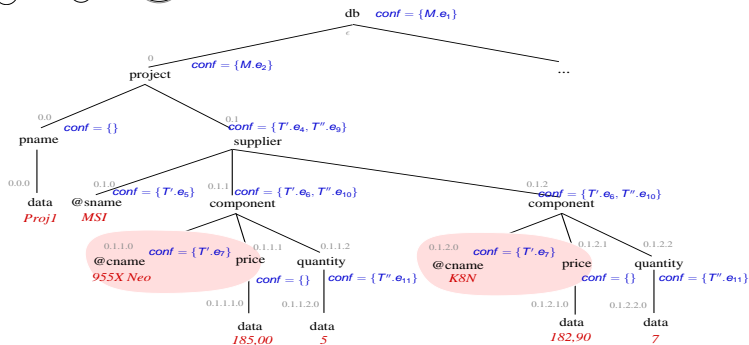 db conf = {M.e₁}
ϵ
0
project conf = {M.e₂} ...
0.0 0.1
conf = {} conf = {T′.e₄, T″.e₉}
pname supplier
0.0.0 0.1.0 0.1.1 0.1.2
conf = {T′.e₅} conf = {T′.e₆, T″.e₁₀} conf = {T′.e₆, T″.e₁₀}
data @sname component component
Proj1 MSI
0.1.1.0 conf = {T′.e₇} 0.1.1.1 0.1.1.2 0.1.2.0 conf = {T′.e₇} 0.1.2.1 0.1.2.2
@cname price quantity @cname price quantity
955X Neo conf = {} conf = {T″.e₁₁} K8N conf = {} conf = {T″.e₁₁}
0.1.1.1.0 0.1.1.2.0 0.1.2.1.0 0.1.2.2.0
data data data data
185,00 5 182,90 7